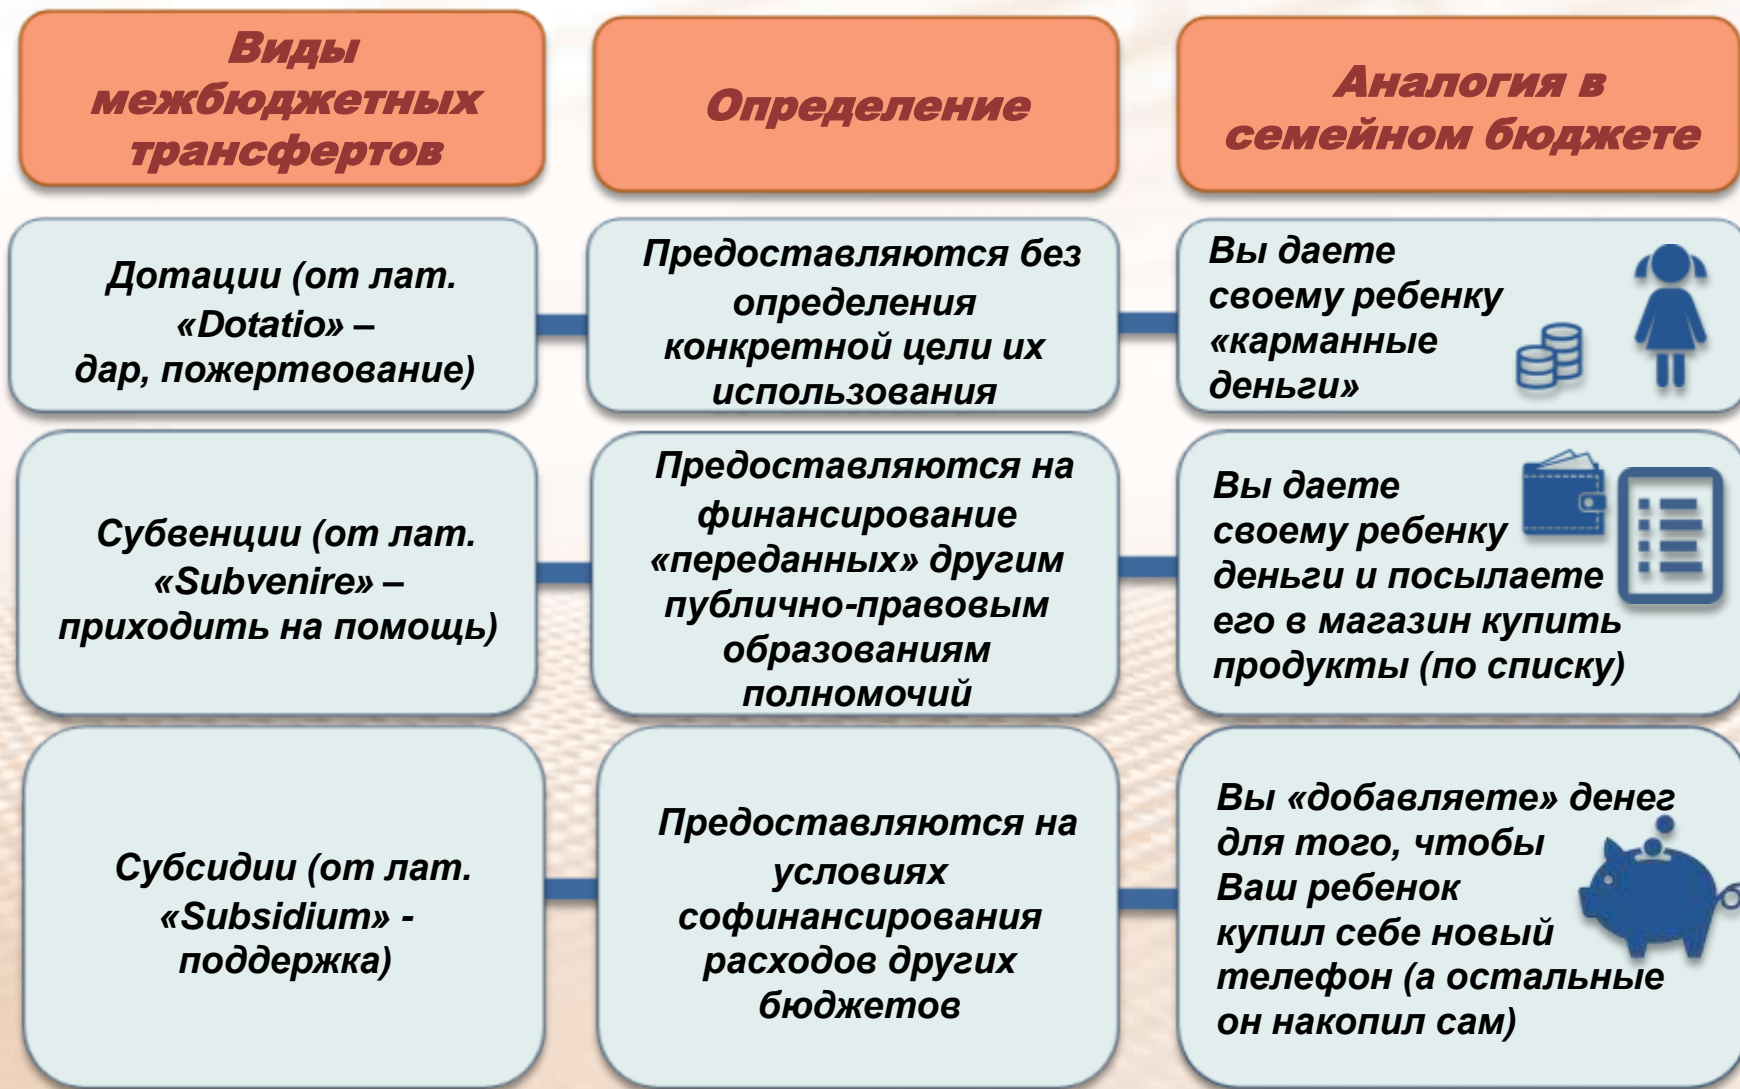 Виды
межбюджетных
трансфертов
Определение
Аналогия в
семейном бюджете
Дотации (от лат.
«Dotatio» –
дар, пожертвование)
Предоставляются без
определения
конкретной цели их
использования
Вы даете
своему ребенку
«карманные
деньги»
Субвенции (от лат.
«Subvenire» –
приходить на помощь)
Предоставляются на
финансирование
«переданных» другим
публично-правовым
образованиям
полномочий
Вы даете
своему ребенку
деньги и посылаете
его в магазин купить
продукты (по списку)
Субсидии (от лат.
«Subsidium» -
поддержка)
Предоставляются на
условиях
софинансирования
расходов других
бюджетов
Вы «добавляете» денег
для того, чтобы
Ваш ребенок
купил себе новый
телефон (а остальные
он накопил сам)